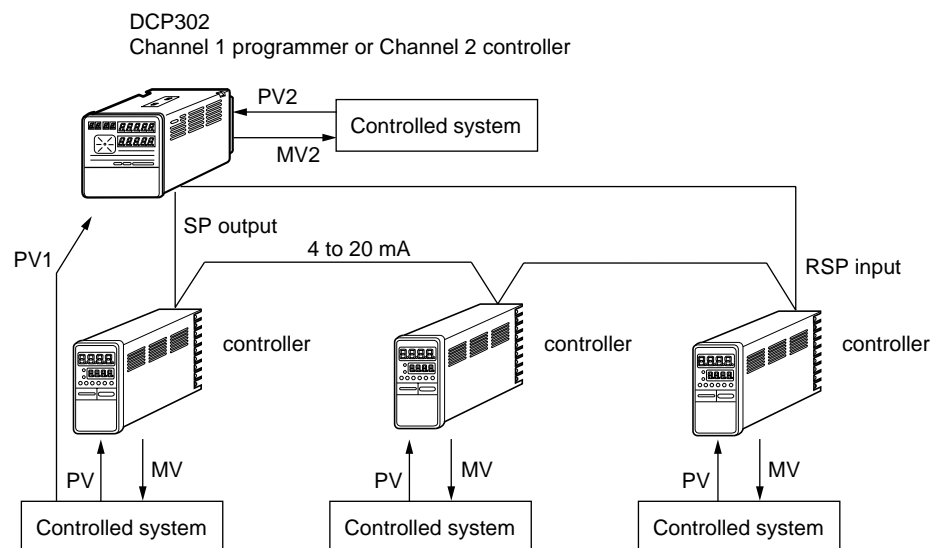 DCP302
Channel 1 programmer or Channel 2 controller
PV2
Controlled system
MV2
SP output
PV1
4 to 20 mA
RSP input
controller
controller
controller
PV
MV
PV
MV
PV
MV
Controlled system
Controlled system
Controlled system